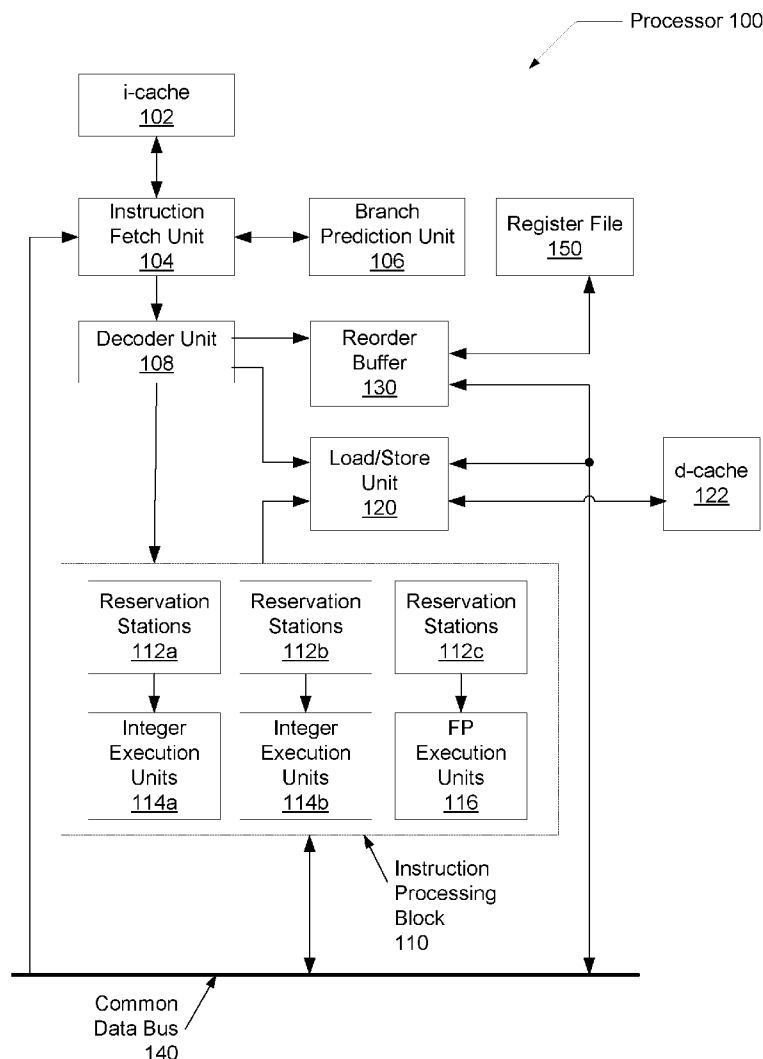 Processor 100
i-cache
102
Instruction
Fetch Unit
104
Branch
Prediction Unit
106
Register File
150
Decoder Unit
108
Reorder
Buffer
130
Load/Store
Unit
120
d-cache
122
Reservation
Stations
112a
Reservation
Stations
112b
Reservation
Stations
112c
Integer
Execution
Units
114a
Integer
Execution
Units
114b
FP
Execution
Units
116
Instruction
Processing
Block
110
Common
Data Bus
140